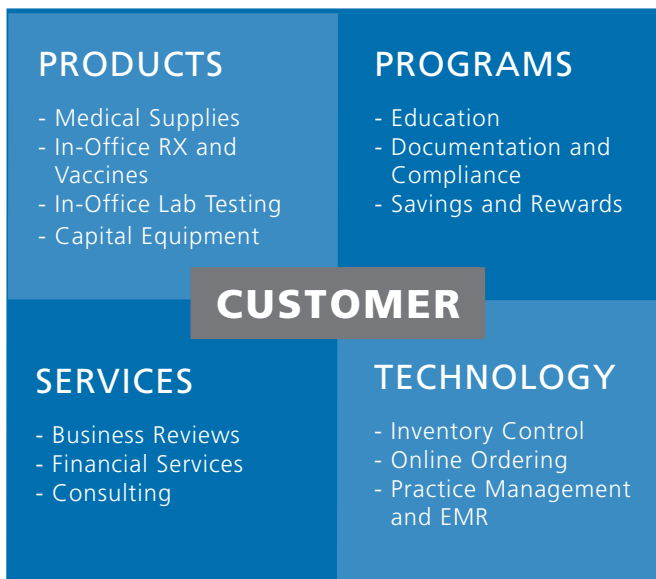 PRODUCTS
- Medical Supplies
- In-Office RX and
Vaccines
- In-Office Lab Testing
- Capital Equipment
PROGRAMS
- Education
- Documentation and
Compliance
- Savings and Rewards
CUSTOMER
SERVICES
- Business Reviews
- Financial Services
- Consulting
TECHNOLOGY
- Inventory Control
- Online Ordering
- Practice Management
and EMR